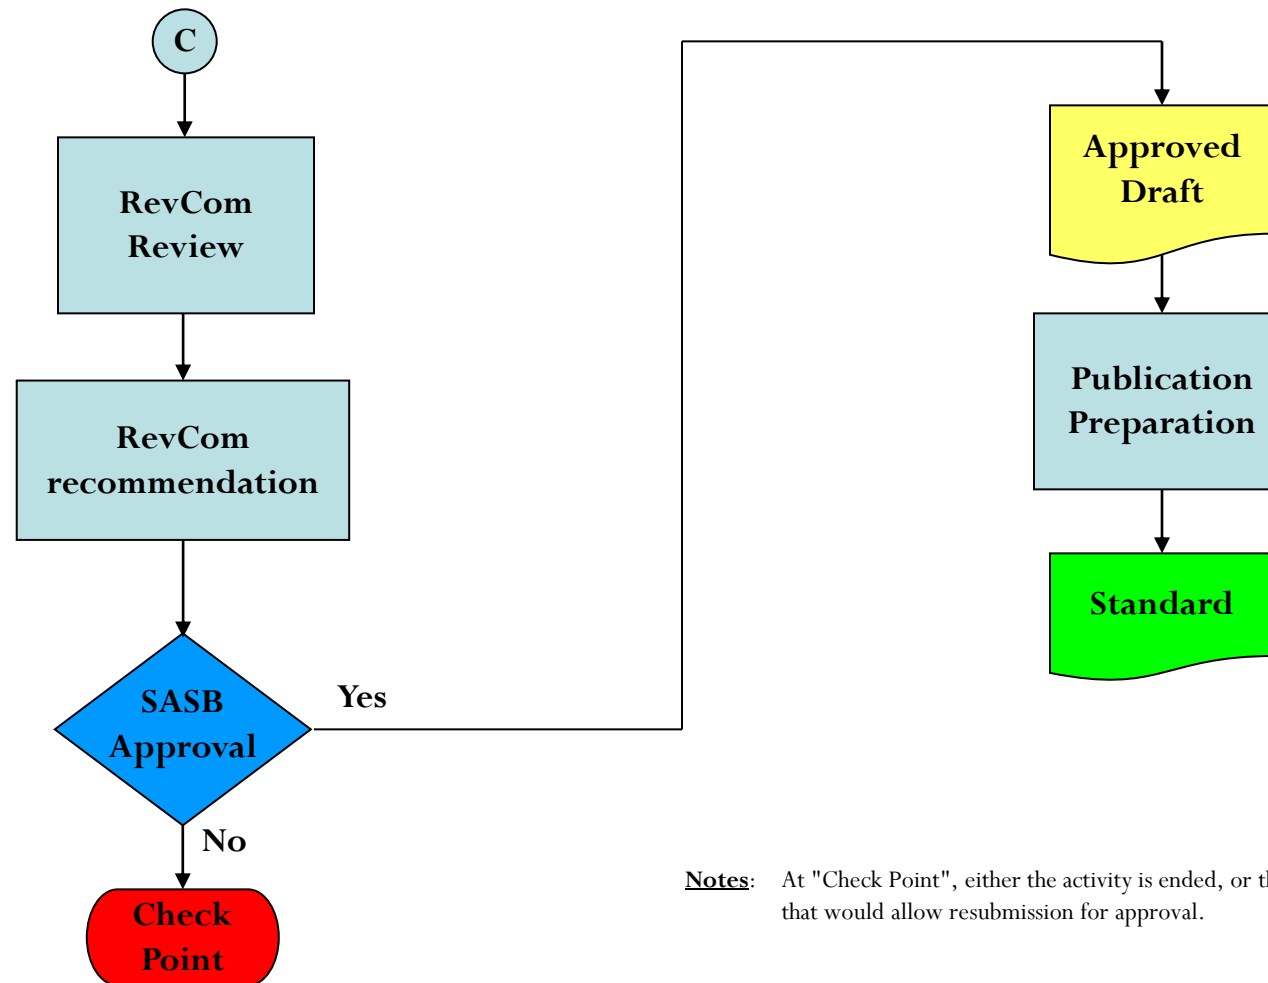 C
RevCom
Review
RevCom
recommendation
SASB
Approval
Yes
No
Check
Point
Approved
Draft
Publication
Preparation
Standard
Notes: At "Check Point", either the activity is ended, or
that would allow resubmission for approval.